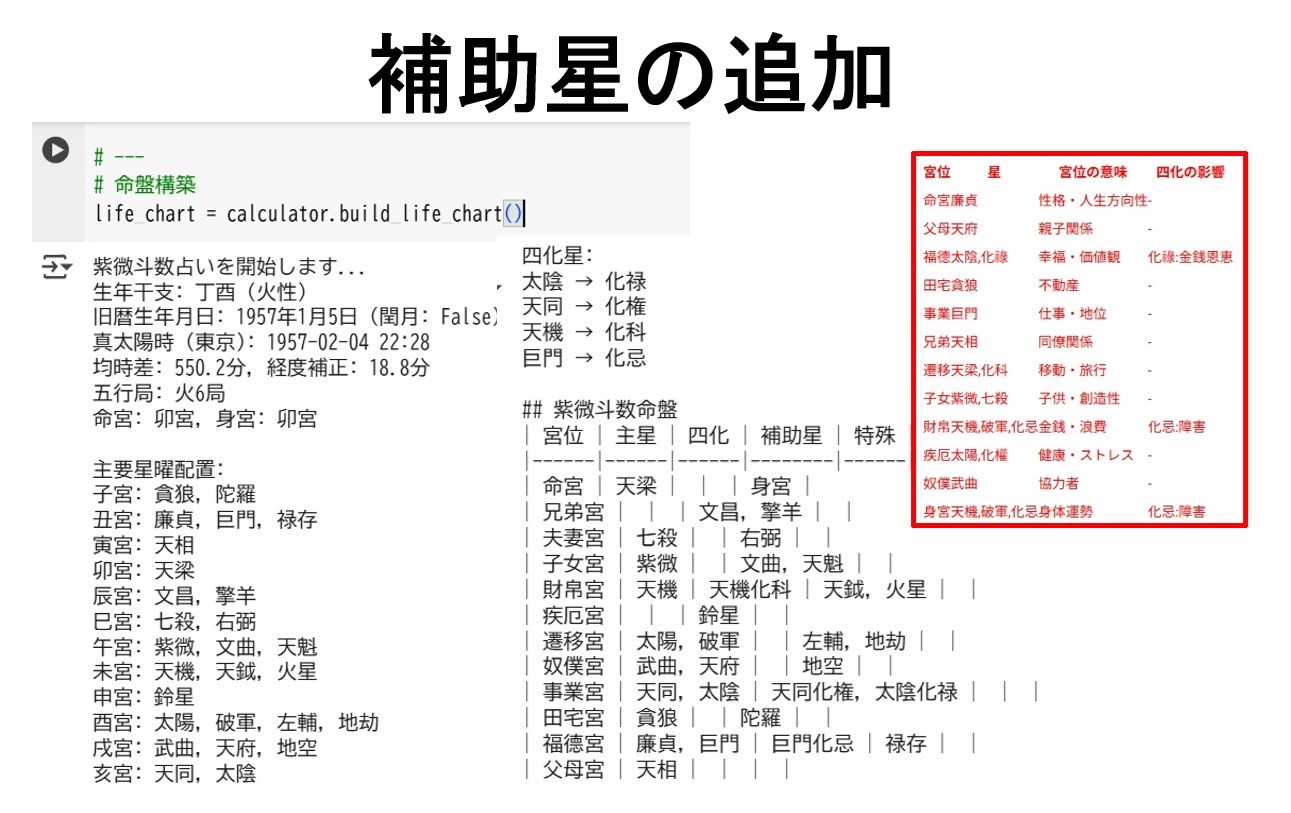 補助星の追加
# ---
# 命盤構築
life_chart = calculator.build_life_chart()
紫微斗数占いを開始します...
生年干支: 丁酉（火性）
旧暦生年月日: 1957年1月5日（閏月: False）
真太陽時（東京）: 1957-02-04 22:28
均時差: 550.2分, 経度補正: 18.8分
五行局: 火6局
命宮: 卯宮, 身宮: 卯宮
主要星曜配置:
子宮: 貪狼, 陀羅
丑宮: 廉貞, 巨門, 禄存
寅宮: 天相
卯宮: 天梁
辰宮: 文昌, 擎羊
巳宮: 七殺, 右弼
午宮: 紫微, 文曲, 天魁
未宮: 天機, 天鉞, 火星
申宮: 鈴星
酉宮: 太陽, 破軍, 左輔, 地劫
戌宮: 武曲, 天府, 地空
亥宮: 天同, 太陰
四化星:
太陰 → 化禄
天同 → 化権
天機 → 化科
巨門 → 化忌
## 紫微斗数命盤
| 宮位 | 主星 | 四化 | 補助星 | 特殊
|------|------|------|--------|------
| 命宮 | 天梁 | | | 身宮 |
| 兄弟宮 | | | 文昌, 擎羊 | |
| 夫妻宮 | 七殺 | | 右弼 | |
| 子女宮 | 紫微 | | 文曲, 天魁 | |
| 財帛宮 | 天機 | 天機化科 | 天鉞, 火星 | |
| 疾厄宮 | | | 鈴星 | |
| 遷移宮 | 太陽, 破軍 | | 左輔, 地劫 | |
| 奴僕宮 | 武曲, 天府 | | 地空 | |
| 事業宮 | 天同, 太陰 | 天同化権, 太陰化禄 | | |
| 田宅宮 | 貪狼 | | 陀羅 | |
| 福德宮 | 廉貞, 巨門 | 巨門化忌 | 禄存 | |
| 父母宮 | 天相 | | | |
宮位 星 宮位の意味 四化の影響
命宮廉貞 性格・人生方向性-
父母天府 親子関係 -
福徳太陰,化祿 幸福・価値観 化祿:金銭恩恵
田宅貪狼 不動産 -
事業巨門 仕事・地位 -
兄弟天相 同僚関係 -
遷移天梁,化科 移動・旅行 -
子女紫微,七殺 子供・創造性 -
財帛天機,破軍,化忌金銭・浪費 化忌:障害
疾厄太陽,化權 健康・ストレス -
奴僕武曲 協力者 -
身宮天機,破軍,化忌身体運勢 化忌:障害